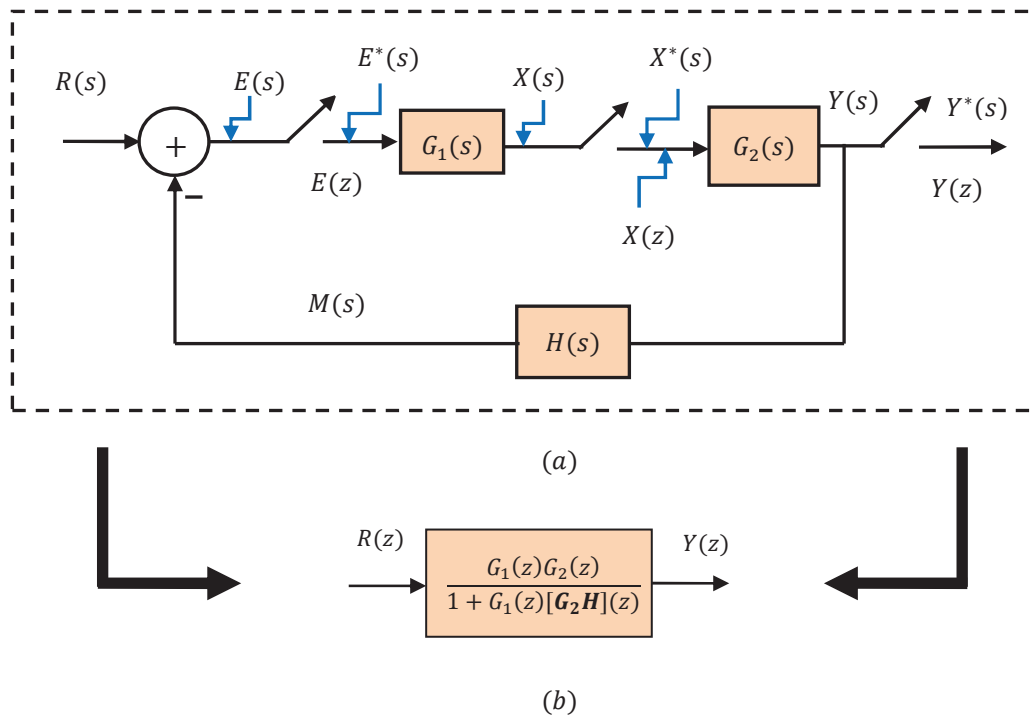 R(s)
E(s)
E*(s)
X(s)
X*(s)
Y(s)
Y*(s)
+
−
E(z)
G₁(s)
X(z)
G₂(s)
Y(z)
M(s)
H(s)
(a)
R(z)
G₁(z)G₂(z)
1 + G₁(z)[G₂H](z)
Y(z)
(b)